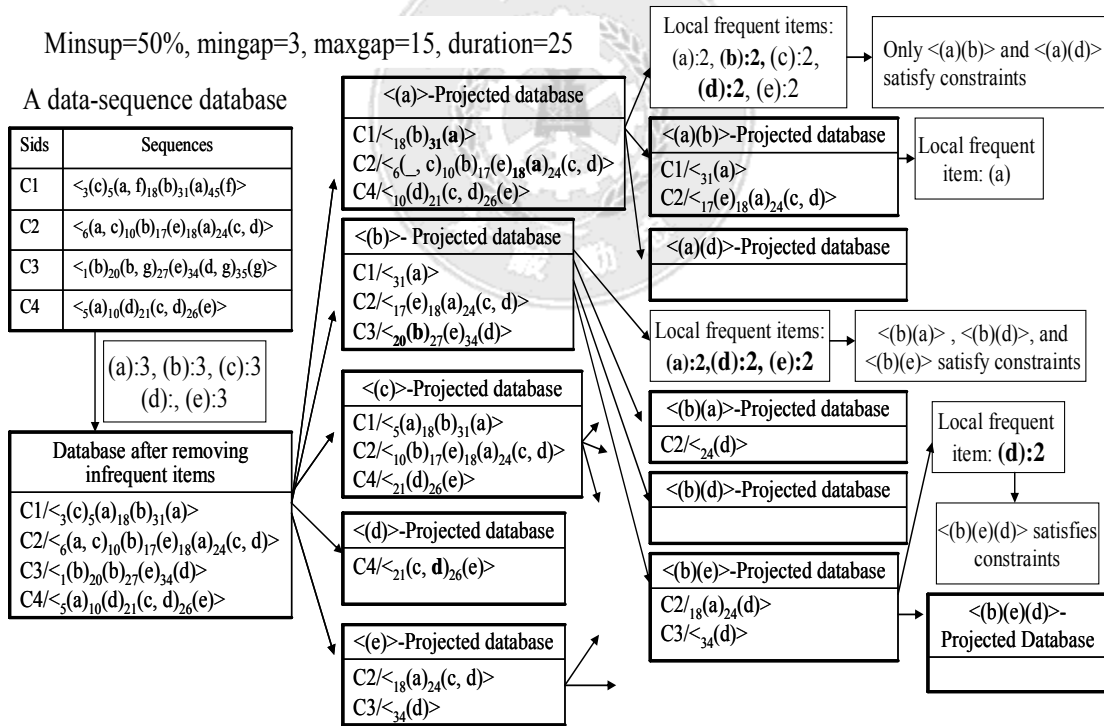 Minsup=50%, mingap=3, maxgap=15, duration=25
A data-sequence database
Sids Sequences
C1 <₃(c)₅(a, f)₁₈(b)₃₁(a)₄₅(f)>
C2 <₆(a, c)₁₀(b)₁₇(e)₁₈(a)₂₄(c, d)>
C3 <₁(b)₂₀(b, g)₂₇(e)₃₄(d, g)₃₅(g)>
C4 <₅(a)₁₀(d)₂₁(c, d)₂₆(e)>
(a):3, (b):3, (c):3
(d):, (e):3
Database after removing
infrequent items
C1/<₃(c)₅(a)₁₈(b)₃₁(a)>
C2/<₆(a, c)₁₀(b)₁₇(e)₁₈(a)₂₄(c, d)>
C3/<₁(b)₂₀(b)₂₇(e)₃₄(d)>
C4/<₅(a)₁₀(d)₂₁(c, d)₂₆(e)>
<(a)>-Projected database
C1/<₁₈(b)₃₁(a)>
C2/<₆(_, c)₁₀(b)₁₇(e)₁₈(a)₂₄(c, d)>
C4/<₁₀(d)₂₁(c, d)₂₆(e)>
<(b)>- Projected database
C1/<₃₁(a)>
C2/<₁₇(e)₁₈(a)₂₄(c, d)>
C3/<₂₀(b)₂₇(e)₃₄(d)>
<(c)>-Projected database
C1/<₅(a)₁₈(b)₃₁(a)>
C2/<₁₀(b)₁₇(e)₁₈(a)₂₄(c, d)>
C4/<₂₁(d)₂₆(e)>
<(d)>-Projected database
C4/<₂₁(c, d)₂₆(e)>
<(e)>-Projected database
C2/<₁₈(a)₂₄(c, d)>
C3/<₃₄(d)>
Local frequent items:
(a):2, (b):2, (c):2,
(d):2, (e):2
Only <(a)(b)> and <(a)(d)>
satisfy constraints
<(a)(b)>-Projected database
C1/<₃₁(a)>
C2/<₁₇(e)₁₈(a)₂₄(c, d)>
Local frequent
item: (a)
<(a)(d)>-Projected database
Local frequent items:
(a):2,(d):2, (e):2
<(b)(a)> , <(b)(d)>, and
<(b)(e)> satisfy constraints
<(b)(a)>-Projected database
C2/<₂₄(d)>
<(b)(d)>-Projected database
<(b)(e)>-Projected database
C2/₁₈(a)₂₄(d)>
C3/<₃₄(d)>
Local frequent
item: (d):2
<(b)(e)(d)> satisfies
constraints
<(b)(e)(d)>-
Projected Database